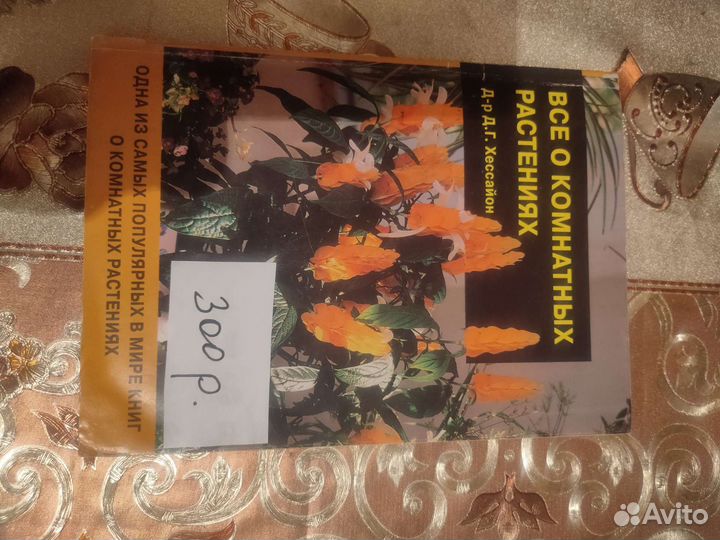 ВСЕ О КОМНАТНЫХ
РАСТЕНИЯХ
Д-р Д.Г. Хессайон
300 р.
ОДНА ИЗ САМЫХ ПОПУЛЯРНЫХ В МИРЕ КНИГ
О КОМНАТНЫХ РАСТЕНИЯХ
Avito